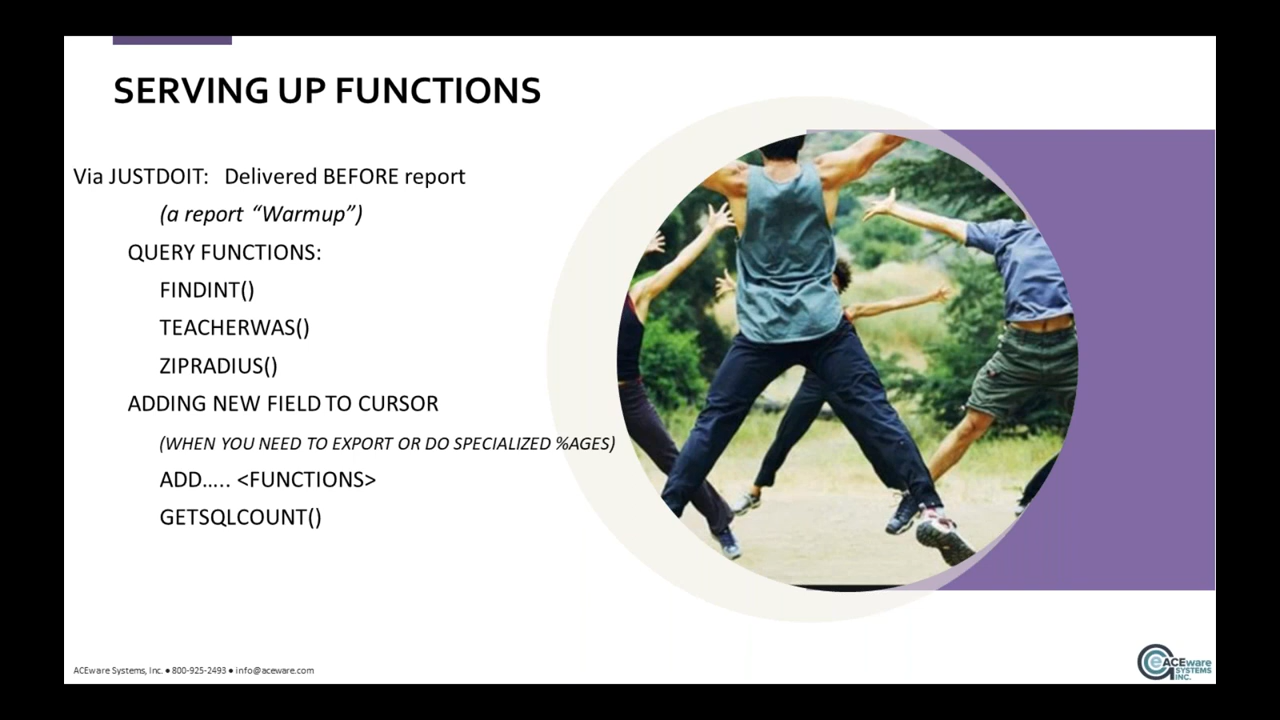 SERVING UP FUNCTIONS
Via JUSTDOIT: Delivered BEFORE report
(a report “Warmup”)
QUERY FUNCTIONS:
FINDINT()
TEACHERWAS()
ZIPRADIUS()
ADDING NEW FIELD TO CURSOR
(WHEN YOU NEED TO EXPORT OR DO SPECIALIZED %AGES)
ADD….. <FUNCTIONS>
GETSQLCOUNT()
ACEware Systems, Inc. ● 800-925-2493 ● info@aceware.com
e ACEware
SYSTEMS
INC.